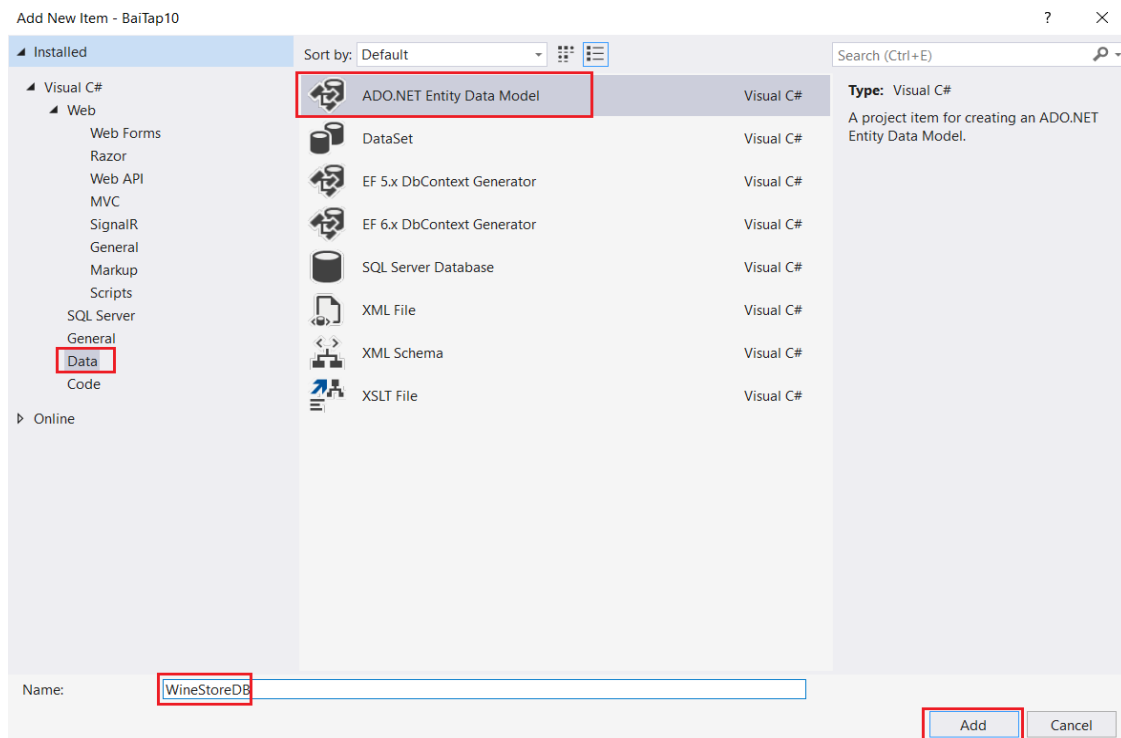 Add New Item - BaiTap10
?
Installed
Sort by: Default
Search (Ctrl+E)
Visual C#
Web
Web Forms
Razor
Web API
MVC
SignalR
General
Markup
Scripts
SQL Server
General
Data
Code
Online
ADO.NET Entity Data Model Visual C#
DataSet Visual C#
EF 5.x DbContext Generator Visual C#
EF 6.x DbContext Generator Visual C#
SQL Server Database Visual C#
XML File Visual C#
XML Schema Visual C#
XSLT File Visual C#
Type: Visual C#
A project item for creating an ADO.NET
Entity Data Model.
Name: WineStoreDB
Add Cancel